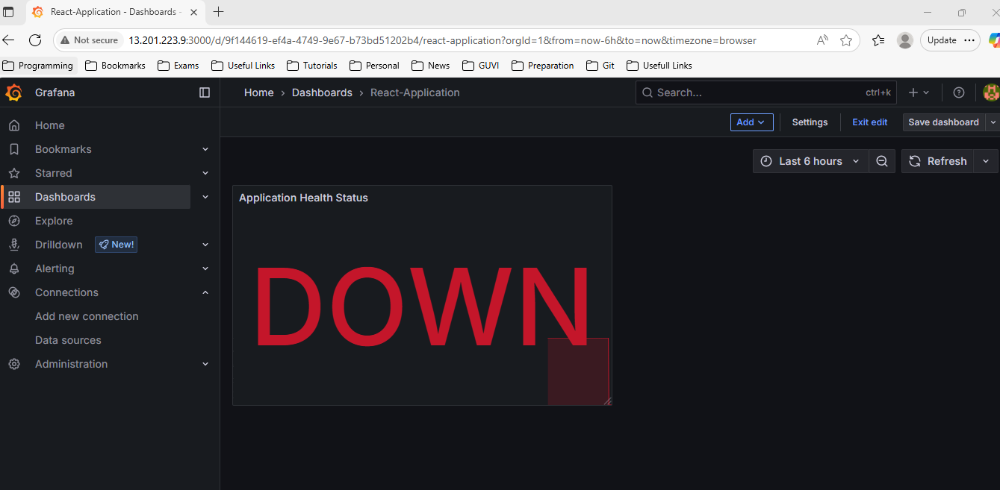 React-Application - Dashboards -
Not secure 13.201.223.9:3000/d/9f144619-ef4a-4749-9e67-b73bd51202b4/react-application?orgId=1&from=now-6h&to=now&timezone=browser Update
Programming Bookmarks Exams Useful Links Tutorials Personal News GUVI Preparation Git Usefull Links
Grafana Home › Dashboards › React-Application Search... ctrl+k
Home
Bookmarks
Starred
Dashboards
Explore
Drilldown New!
Alerting
Connections
Add new connection
Data sources
Administration
Add Settings Exit edit Save dashboard
Last 6 hours Refresh
Application Health Status
DOWN